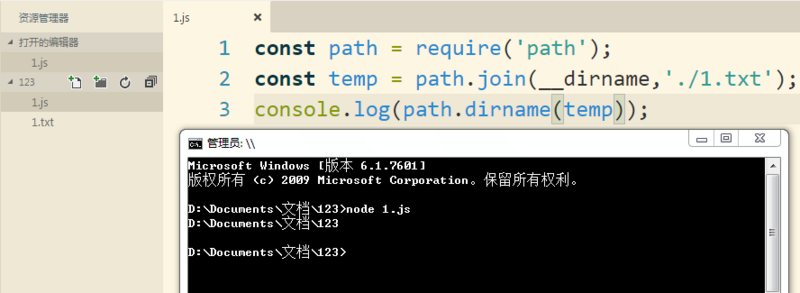 资源管理器
打开的编辑器
1.js
123
1.js
1.txt
1.js ×
1 const path = require('path');
2 const temp = path.join(__dirname,'./1.txt');
3 console.log(path.dirname(temp));
管理员: \\
Microsoft Windows [版本 6.1.7601]
版权所有 (c) 2009 Microsoft Corporation。保留所有权利。
D:\Documents\文档\123>node 1.js
D:\Documents\文档\123
D:\Documents\文档\123>